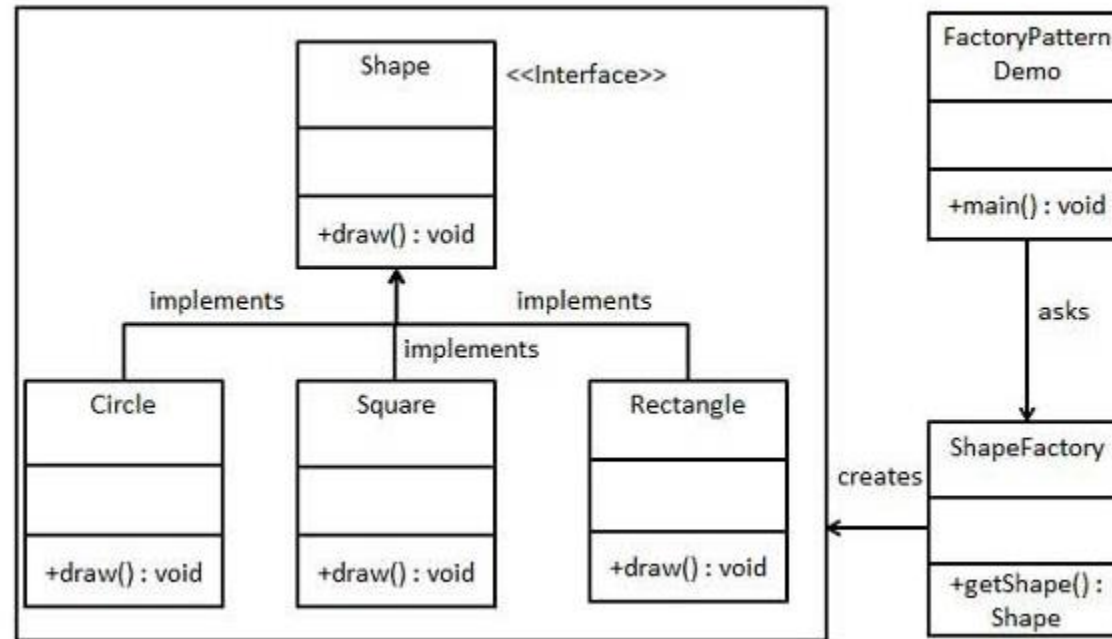 Shape
<<Interface>>
+draw() : void
implements
implements
implements
Circle
+draw() : void
Square
+draw() : void
Rectangle
+draw() : void
FactoryPattern
Demo
+main() : void
asks
ShapeFactory
+getShape() :
Shape
creates